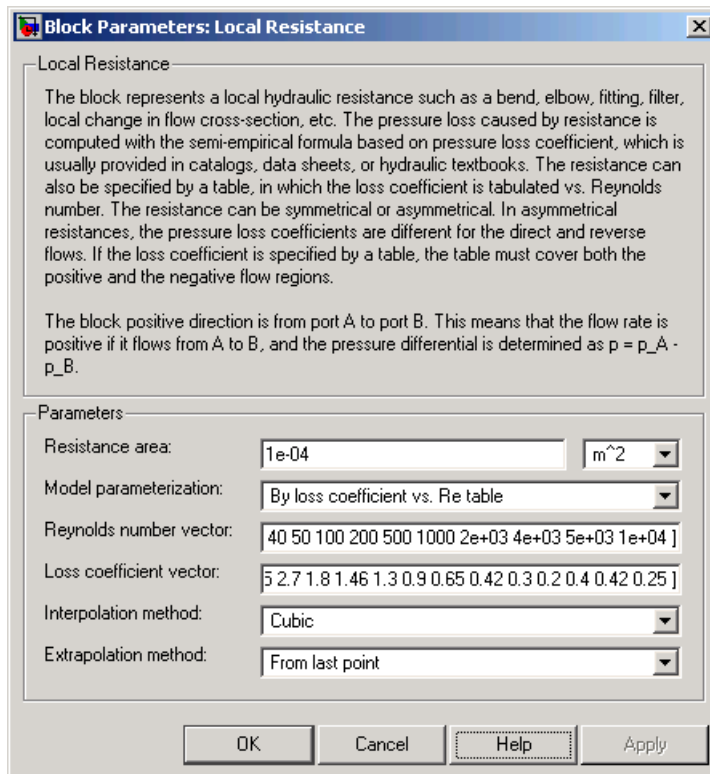 Block Parameters: Local Resistance
Local Resistance
The block represents a local hydraulic resistance such as a bend, elbow, fitting, filter,
local change in flow cross-section, etc. The pressure loss caused by resistance is
computed with the semi-empirical formula based on pressure loss coefficient, which is
usually provided in catalogs, data sheets, or hydraulic textbooks. The resistance can
also be specified by a table, in which the loss coefficient is tabulated vs. Reynolds
number. The resistance can be symmetrical or asymmetrical. In asymmetrical
resistances, the pressure loss coefficients are different for the direct and reverse
flows. If the loss coefficient is specified by a table, the table must cover both the
positive and the negative flow regions.
The block positive direction is from port A to port B. This means that the flow rate is
positive if it flows from A to B, and the pressure differential is determined as p = p_A -
p_B.
Parameters
Resistance area: 1e-04 m^2
Model parameterization: By loss coefficient vs. Re table
Reynolds number vector: 40 50 100 200 500 1000 2e+03 4e+03 5e+03 1e+04 ]
Loss coefficient vector: 5 2.7 1.8 1.46 1.3 0.9 0.65 0.42 0.3 0.2 0.4 0.42 0.25 ]
Interpolation method: Cubic
Extrapolation method: From last point
OK Cancel Help Apply